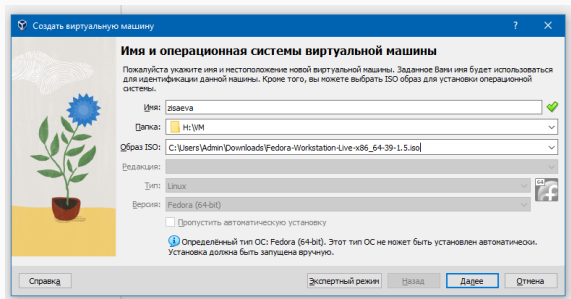 Создать виртуальную машину
? ×
Имя и операционная системы виртуальной машины
Пожалуйста укажите имя и местоположение новой виртуальной машины. Заданное Вами имя будет использоваться
для идентификации данной машины. Кроме того, вы можете выбрать ISO образ для установки операционной
системы.
Имя: zisaeva
Папка: H:\VM
Образ ISO: C:\Users\Admin\Downloads\Fedora-Workstation-Live-x86_64-39-1.5.iso
Редакция:
Тип: Linux
64
Версия: Fedora (64-bit)
Пропустить автоматическую установку
Определённый тип ОС: Fedora (64-bit). Этот тип ОС не может быть установлен автоматически.
Установка должна быть запущена вручную.
Справка Экспертный режим Назад Далее Отмена